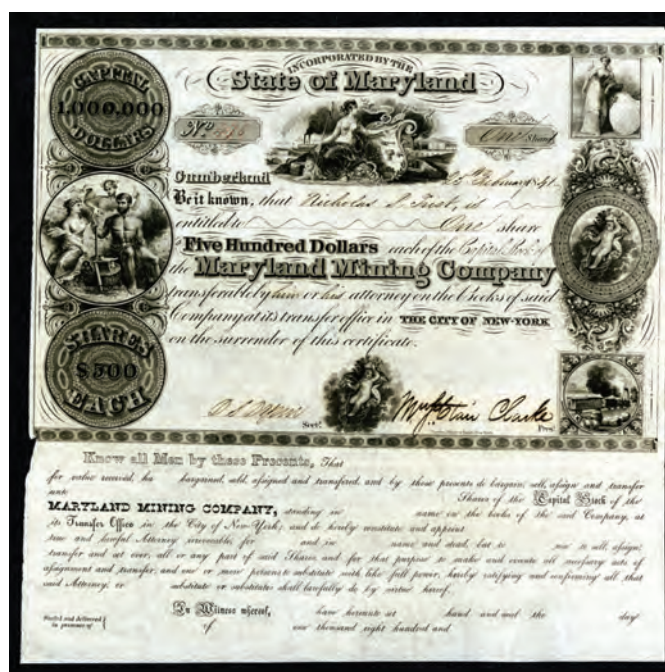 CAPITAL
1,000,000
DOLLARS
INCORPORATED BY THE
State of Maryland
No
One Share
Cumberland
25th February 1841
Be it known, that Nicholas P. Trist, is
entitled to One share
of Five Hundred Dollars each of the Capital Stock of
the Maryland Mining Company
transferable by him or his attorney on the books of said
Company at its transfer office in THE CITY OF NEW-YORK
on the surrender of this certificate.
SHARES
$500
EACH
Secy.
Clarke
Prest.
Know all Men by these Presents, That
for value received, ha bargained, sold, assigned and transfered, and by these presents do bargain, sell, assign and transfer
unto Shares of the Capital Stock of the
MARYLAND MINING COMPANY, standing in name on the books of the said Company, at
its Transfer Office in the City of New-York; and do hereby constitute and appoint
true and lawful Attorney irrevocable, for and in name and stead, but to use to sell, assign,
transfer and set over, all or any part of said Shares and for that purpose to make and execute all necessary acts of
assignment and transfer, and one or more persons to substitute with like full power, hereby ratifying and confirming all that
said Attorney, or substitute or substitutes shall lawfully do by virtue hereof.
In Witness whereof, have hereunto set hand and seal the day
of one thousand eight hundred and
Sealed and delivered
in presence of